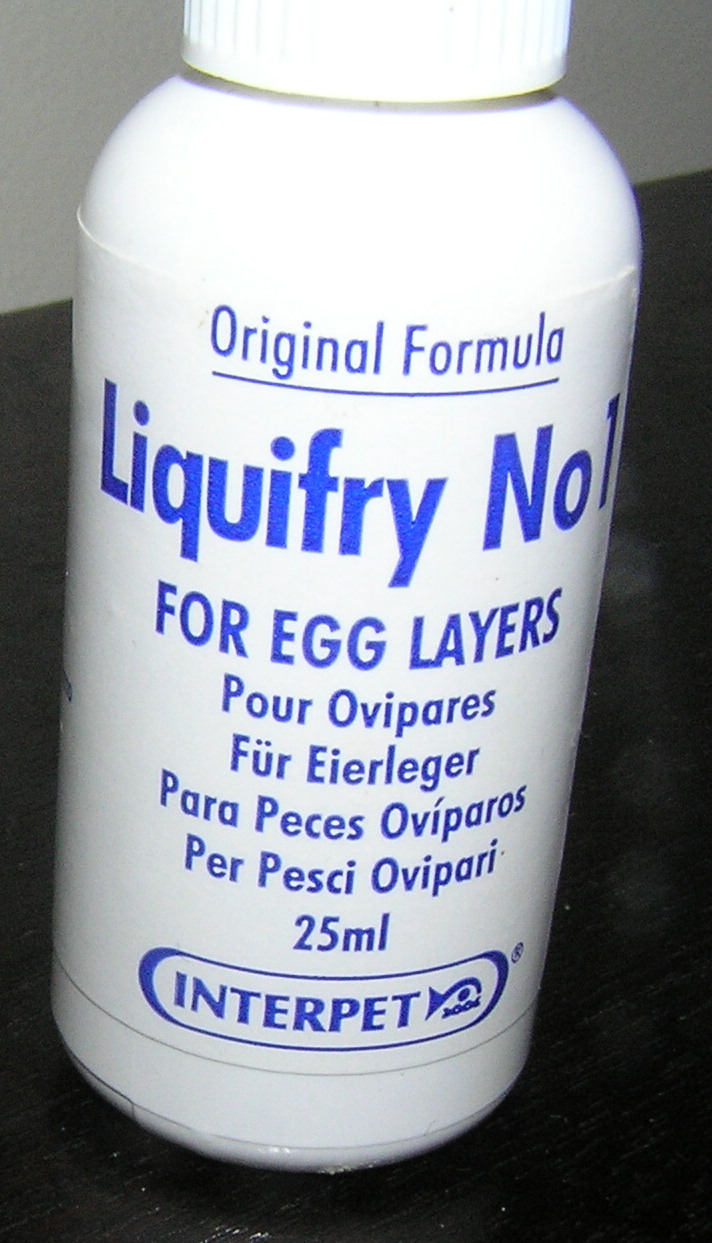 Original Formula
Liquifry No1
FOR EGG LAYERS
Pour Ovipares
Für Eierleger
Para Peces Ovíparos
Per Pesci Ovipari
25ml
INTERPET ®